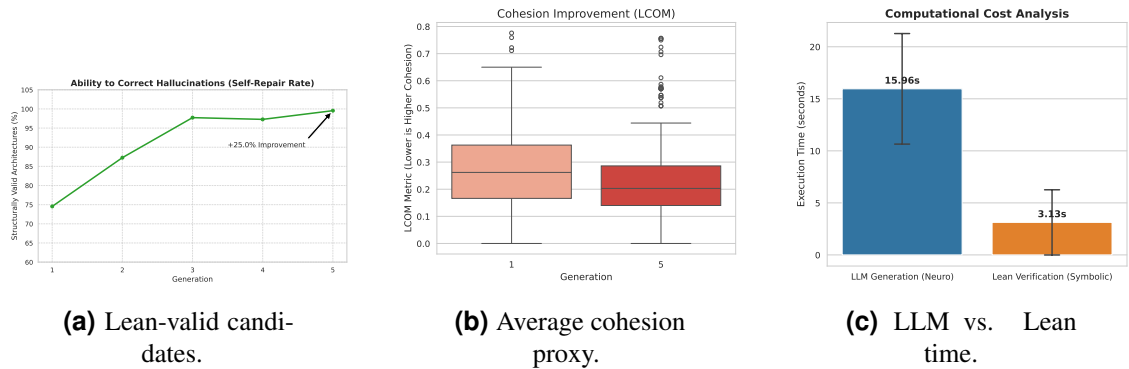 Ability to Correct Hallucinations (Self-Repair Rate)
Structurally Valid Architectures (%)
105
100
95
90
85
80
75
70
65
60
+25.0% Improvement
1 2 3 4 5
Generation
(a) Lean-valid candi-
dates.
Cohesion Improvement (LCOM)
LCOM Metric (Lower is Higher Cohesion)
0.8
0.7
0.6
0.5
0.4
0.3
0.2
0.1
0.0
1 5
Generation
(b) Average cohesion
proxy.
Computational Cost Analysis
Execution Time (seconds)
20
15
10
5
0
15.96s
3.13s
LLM Generation (Neuro) Lean Verification (Symbolic)
(c) LLM vs. Lean
time.